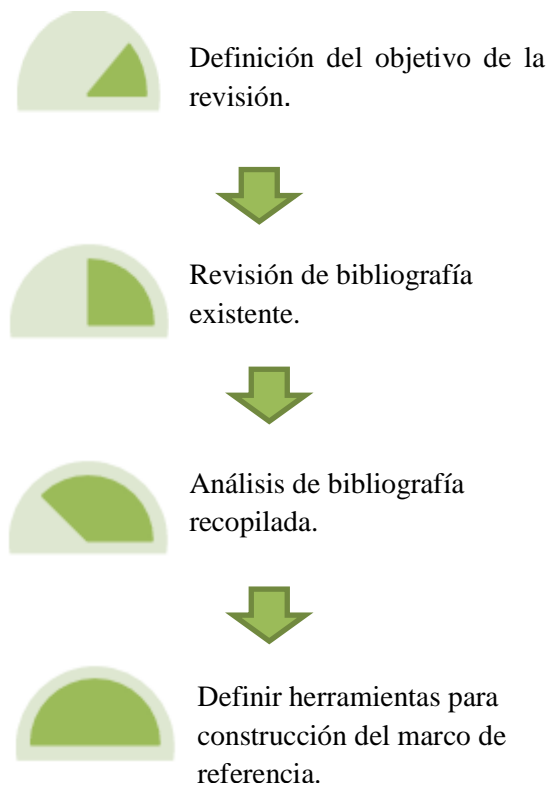 Definición del objetivo de la
revisión.
Revisión de bibliografía
existente.
Análisis de bibliografía
recopilada.
Definir herramientas para
construcción del marco de
referencia.